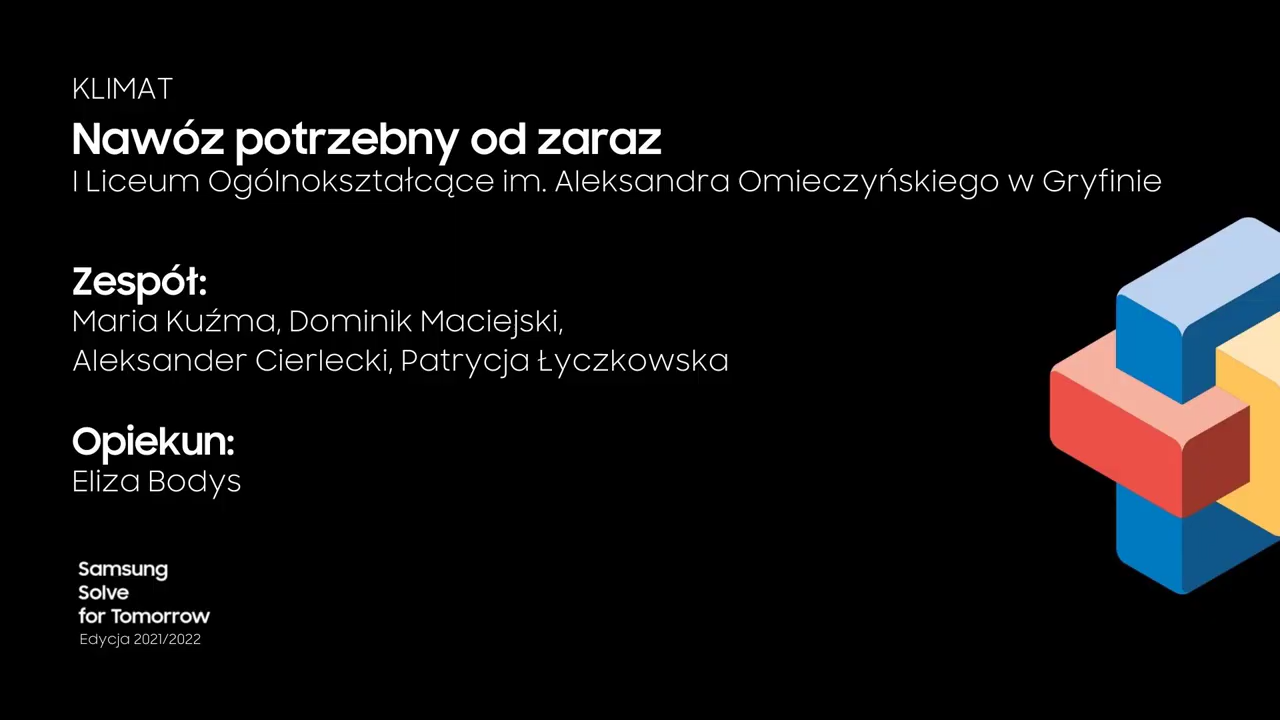 KLIMAT
Nawóz potrzebny od zaraz
I Liceum Ogólnokształcące im. Aleksandra Omieczyńskiego w Gryfinie
Zespół:
Maria Kuźma, Dominik Maciejski,
Aleksander Cierlecki, Patrycja Łyczkowska
Opiekun:
Eliza Bodys
Samsung
Solve
for Tomorrow
Edycja 2021/2022